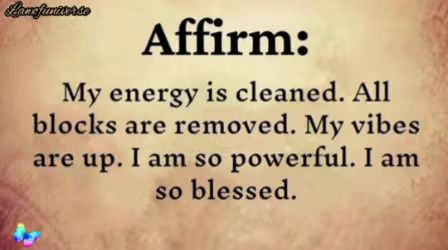 Lawofuniverse
Affirm:
My energy is cleaned. All
blocks are removed. My vibes
are up. I am so powerful. I am
so blessed.